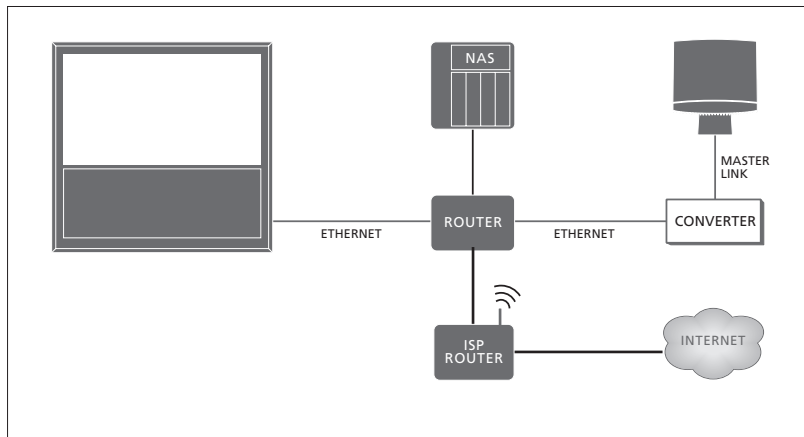 NAS
MASTER
LINK
ROUTER
CONVERTER
ETHERNET
ETHERNET
ISP
ROUTER
INTERNET